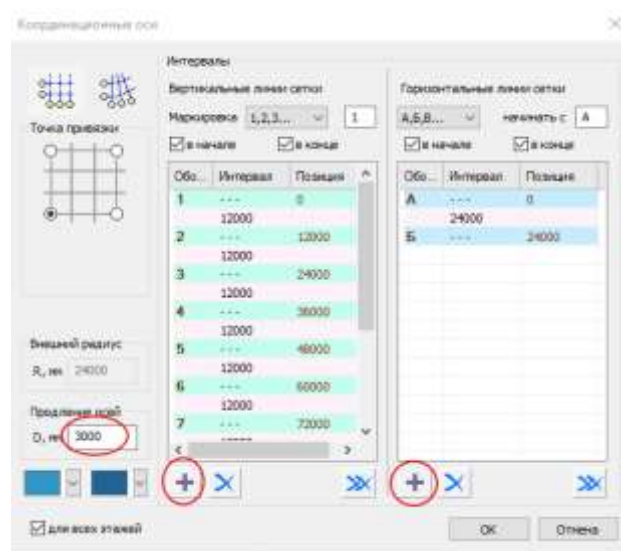 Координационные оси
Интервалы
Вертикальные линии сетки
Маркировка 1,2,3... 1
в начале в конце
Обо... Интервал Позиция
1 --- 0
12000
2 --- 12000
12000
3 --- 24000
12000
4 --- 36000
12000
5 --- 48000
12000
6 --- 60000
12000
7 --- 72000
Горизонтальные линии сетки
А,Б,В... начинать с А
в начале в конце
Обо... Интервал Позиция
А --- 0
24000
Б --- 24000
Точка привязки
Внешний радиус
R, мм 24000
Продление осей
D, мм 3000
для всех этажей
ОК Отмена